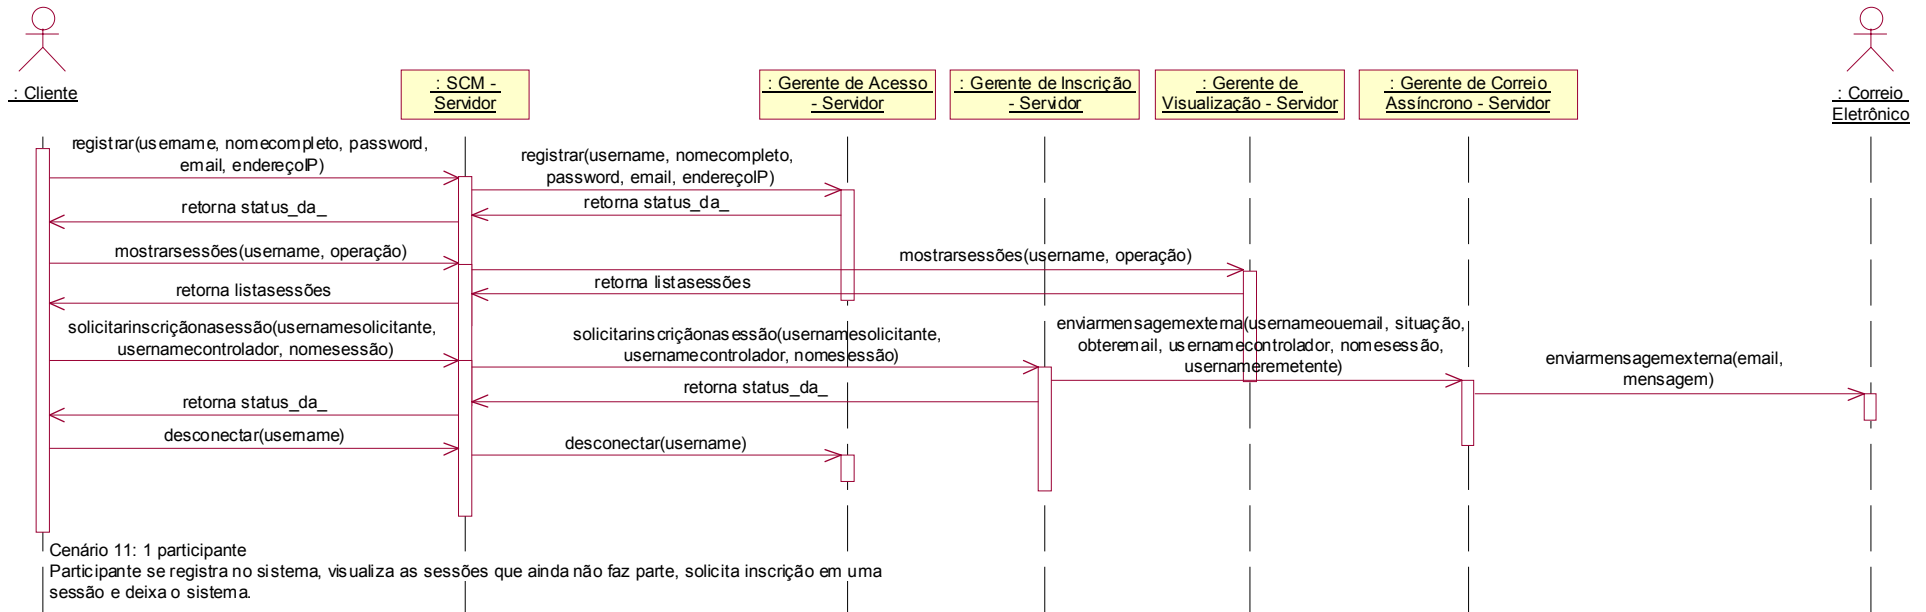 : Cliente
: SCM -
Servidor
: Gerente de Acesso
- Servidor
: Gerente de Inscrição
- Servidor
: Gerente de
Visualização - Servidor
: Gerente de Correio
Assíncrono - Servidor
: Correio
Eletrônico
registrar(username, nomecompleto, password,
email, endereçoIP)
registrar(username, nomecompleto,
password, email, endereçoIP)
retorna status_da_
retorna status_da_
mostrarsessões(username, operação)
mostrarsessões(username, operação)
retorna listasessões
retorna listasessões
solicitarinscriçãonasessão(usernamesolicitante,
usernamecontrolador, nomesessão)
solicitarinscriçãonasessão(usernamesolicitante,
usernamecontrolador, nomesessão)
enviarmensagemexterna(usernameouemail, situação,
obteremail, usernamecontrolador, nomesessão,
usernameremetente)
enviarmensagemexterna(email,
mensagem)
retorna status_da_
retorna status_da_
desconectar(username)
desconectar(username)
Cenário 11: 1 participante
Participante se registra no sistema, visualiza as sessões que ainda não faz parte, solicita inscrição em uma
sessão e deixa o sistema.